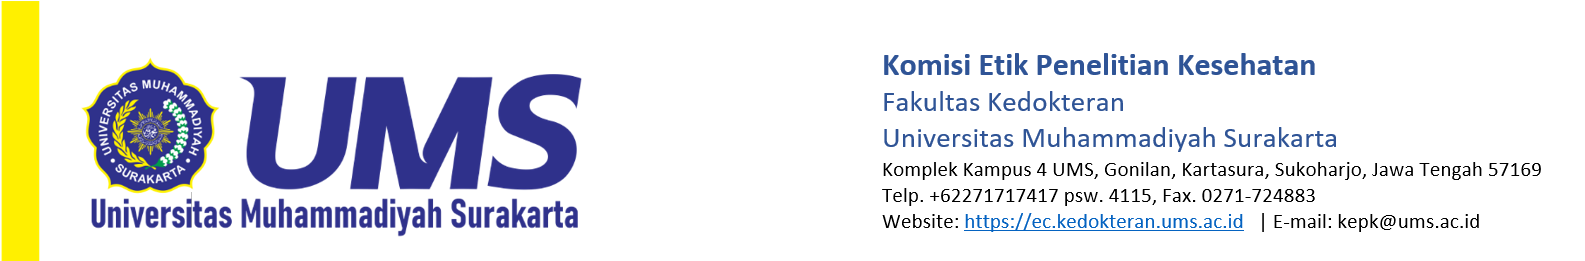 UNIVERSITAS MUHAMMADIYAH
SURAKARTA
UMS
Universitas Muhammadiyah Surakarta
Komisi Etik Penelitian Kesehatan
Fakultas Kedokteran
Universitas Muhammadiyah Surakarta
Komplek Kampus 4 UMS, Gonilan, Kartasura, Sukoharjo, Jawa Tengah 57169
Telp. +62271717417 psw. 4115, Fax. 0271-724883
Website: https://ec.kedokteran.ums.ac.id | E-mail: kepk@ums.ac.id